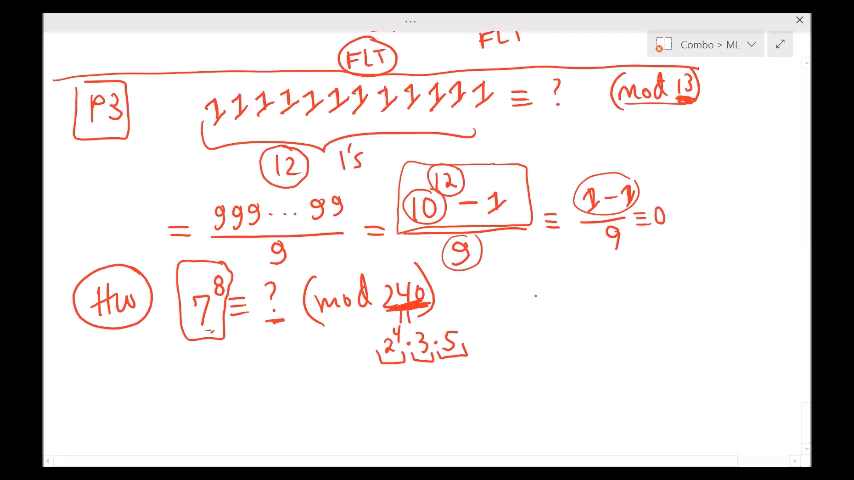 FLT
FLT
Combo > ML
P3 111111111111 ≡ ? (mod 13)
12 1's
= 999...99/9 = (10^12 - 1)/9 ≡ (1-1)/9 ≡ 0
HW 7^8 ≡ ? (mod 240)
2^4 · 3 · 5